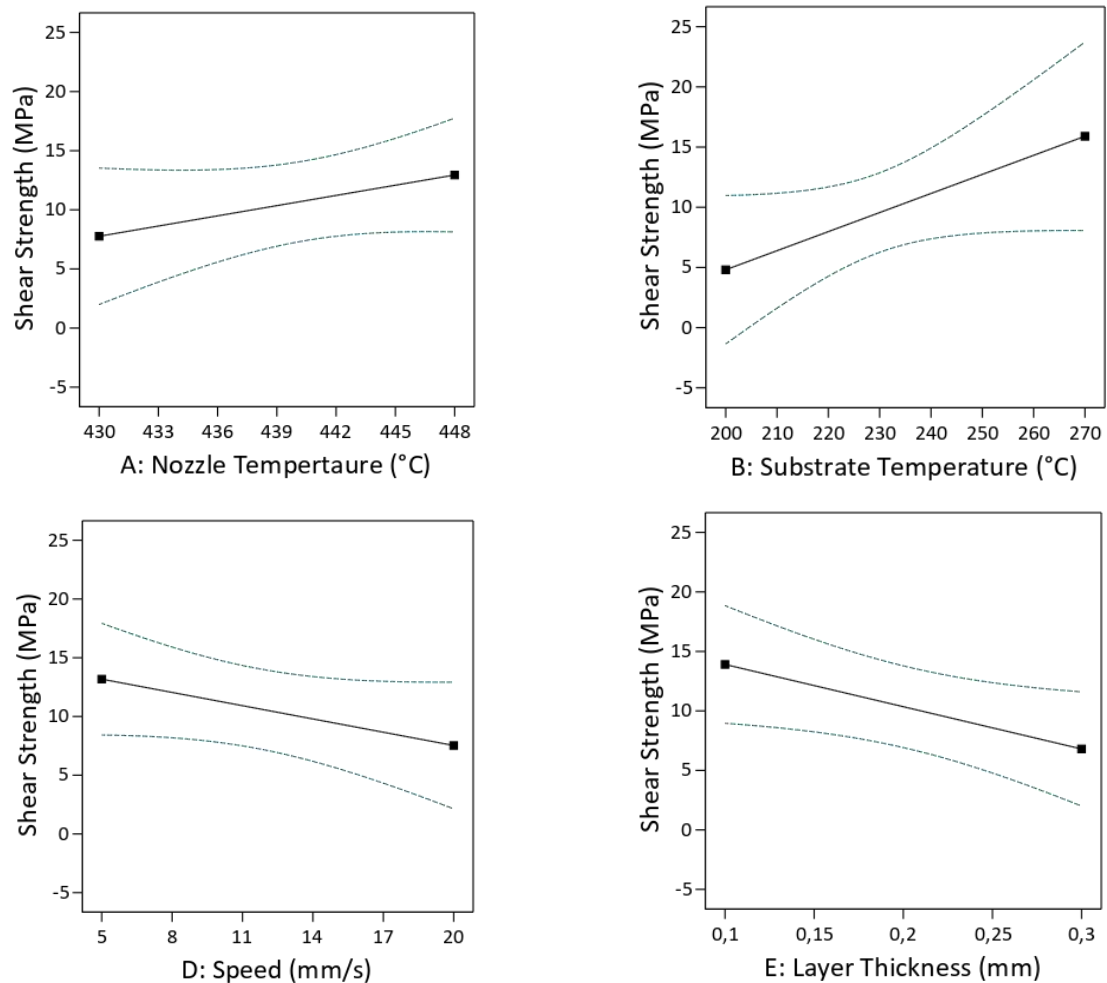 25
20
15
10
5
0
-5
Shear Strength (MPa)
430 433 436 439 442 445 448
A: Nozzle Tempertaure (°C)
25
20
15
10
5
0
-5
Shear Strength (MPa)
200 210 220 230 240 250 260 270
B: Substrate Temperature (°C)
25
20
15
10
5
0
-5
Shear Strength (MPa)
5 8 11 14 17 20
D: Speed (mm/s)
25
20
15
10
5
0
-5
Shear Strength (MPa)
0,1 0,15 0,2 0,25 0,3
E: Layer Thickness (mm)